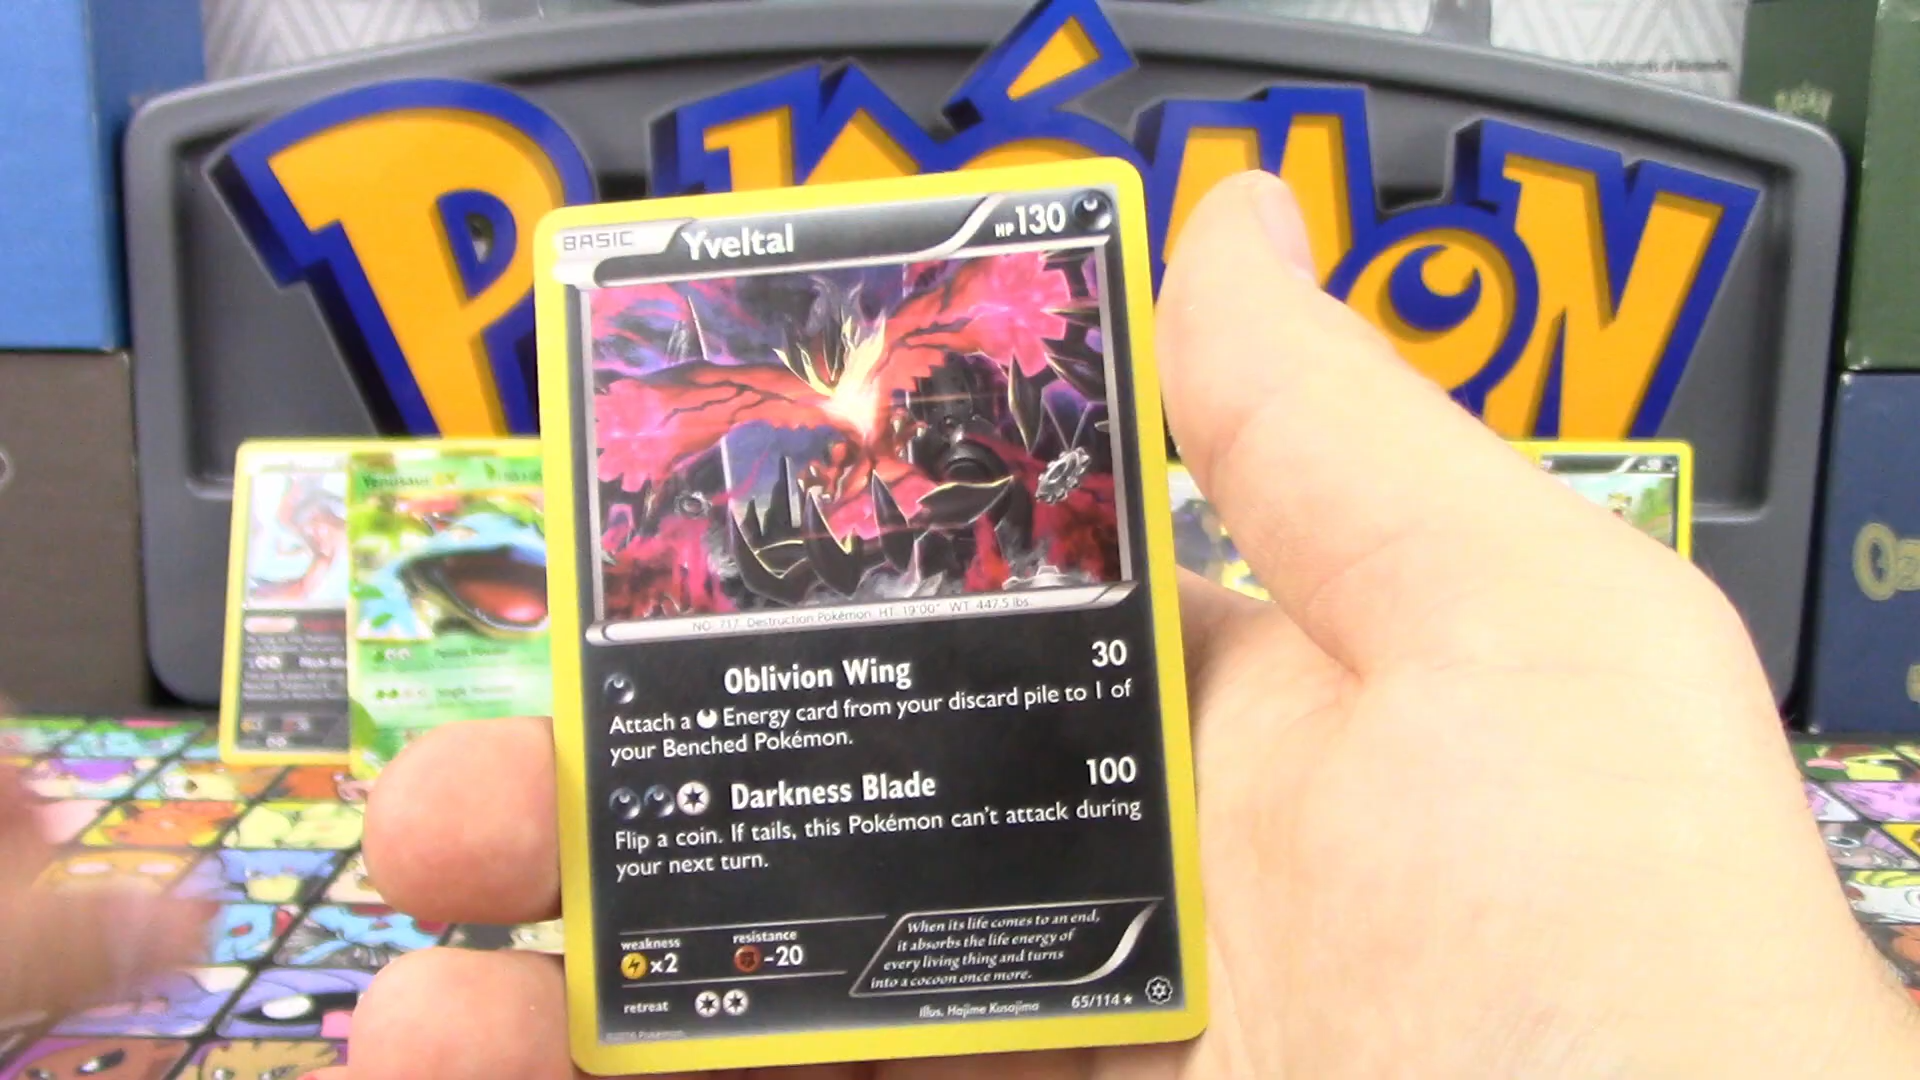 POKéMON
BASIC Yveltal HP130
NO. 717 Destruction Pokémon HT. 19'00" WT. 447.5 lbs.
Oblivion Wing 30
Attach a Energy card from your discard pile to 1 of
your Benched Pokémon.
Darkness Blade 100
Flip a coin. If tails, this Pokémon can't attack during
your next turn.
weakness
x2
resistance
-20
retreat
When its life comes to an end,
it absorbs the life energy of
every living thing and turns
into a cocoon once more.
Illus. Hajime Kusajima
65/114
Venusaur EX